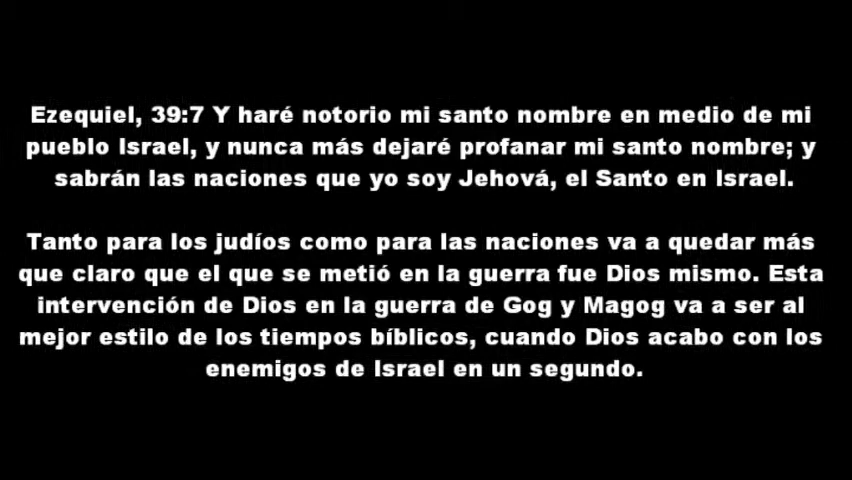 Ezequiel, 39:7 Y haré notorio mi santo nombre en medio de mi
pueblo Israel, y nunca más dejaré profanar mi santo nombre; y
sabrán las naciones que yo soy Jehová, el Santo en Israel.
Tanto para los judíos como para las naciones va a quedar más
que claro que el que se metió en la guerra fue Dios mismo. Esta
intervención de Dios en la guerra de Gog y Magog va a ser al
mejor estilo de los tiempos bíblicos, cuando Dios acabo con los
enemigos de Israel en un segundo.